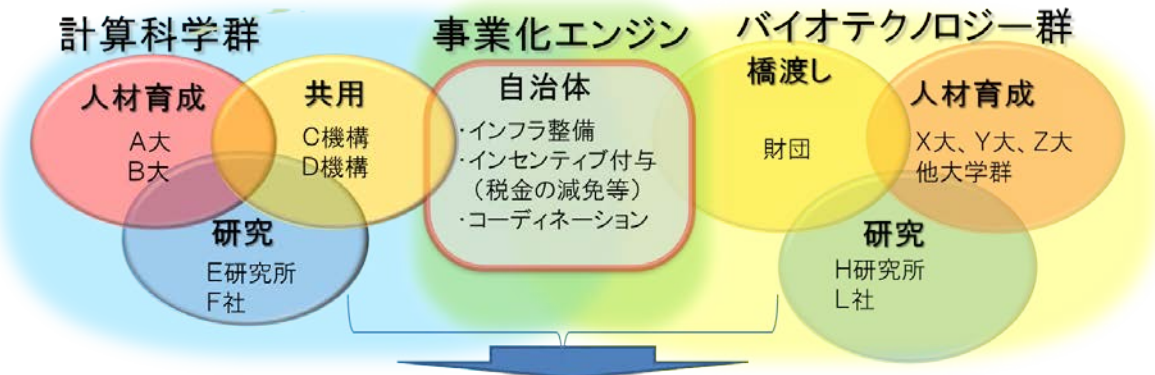 計算科学群
人材育成
A大
B大
共用
C機構
D機構
研究
E研究所
F社
事業化エンジン
自治体
・インフラ整備
・インセンティブ付与
（税金の減免等）
・コーディネーション
バイオテクノロジー群
橋渡し
財団
人材育成
X大、Y大、Z大
他大学群
研究
H研究所
L社